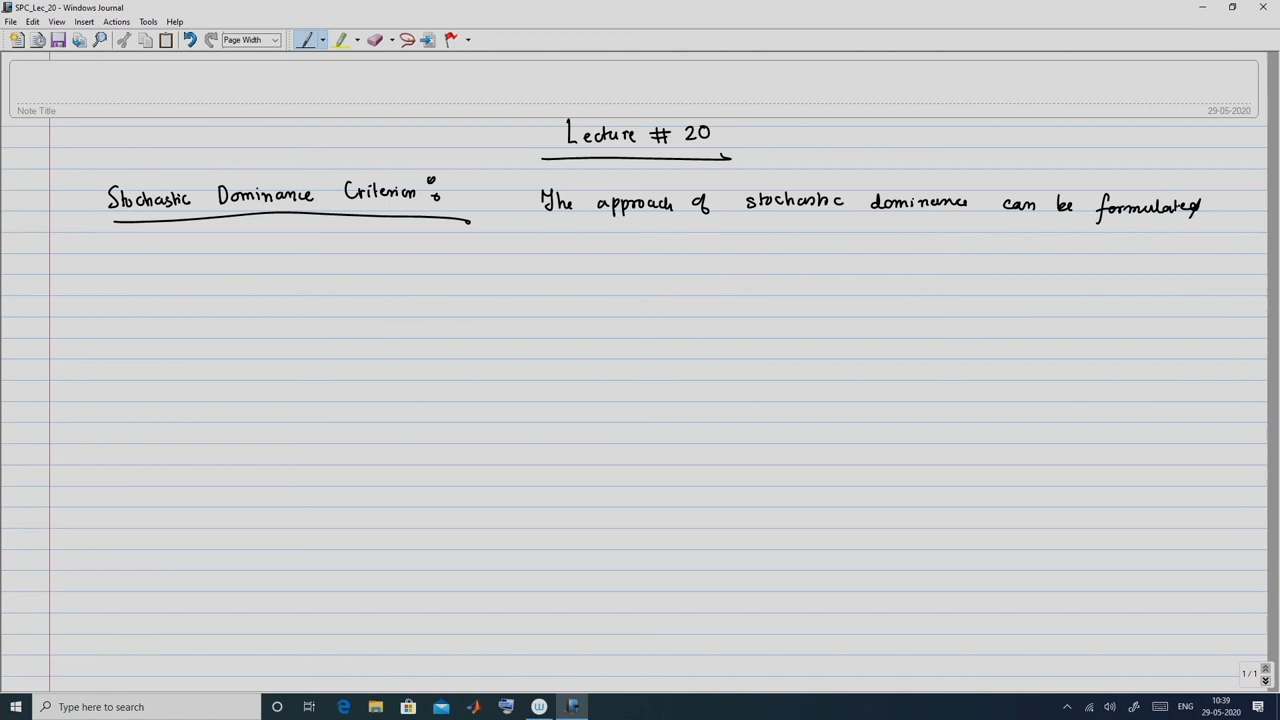 SPC_Lec_20 - Windows Journal
File Edit View Insert Actions Tools Help
Page Width
Note Title
29-05-2020
Lecture # 20
Stochastic Dominance Criterion : The approach of stochastic dominance can be formulated
1/1
Type here to search
ENG
10:39
29-05-2020